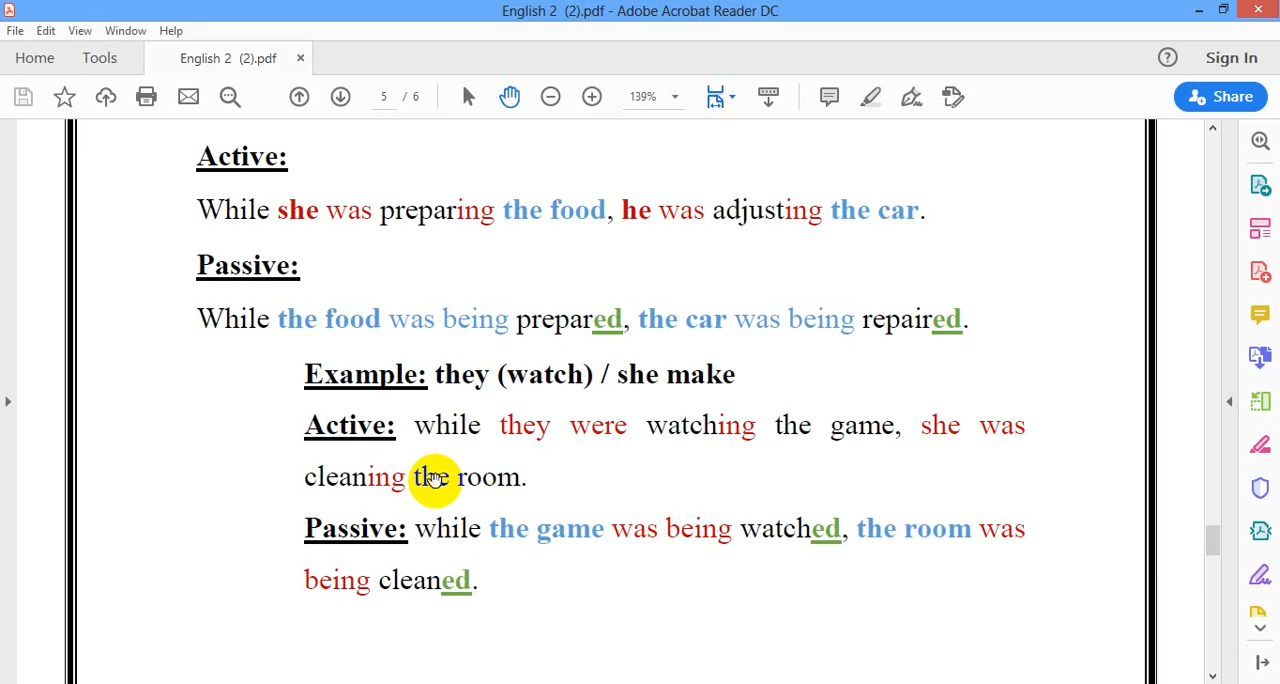 English 2 (2).pdf - Adobe Acrobat Reader DC
File Edit View Window Help
Home Tools English 2 (2).pdf × ? Sign In
5 / 6 139% Share
Active:
While she was preparing the food, he was adjusting the car.
Passive:
While the food was being prepared, the car was being repaired.
Example: they (watch) / she make
Active: while they were watching the game, she was
cleaning the room.
Passive: while the game was being watched, the room was
being cleaned.